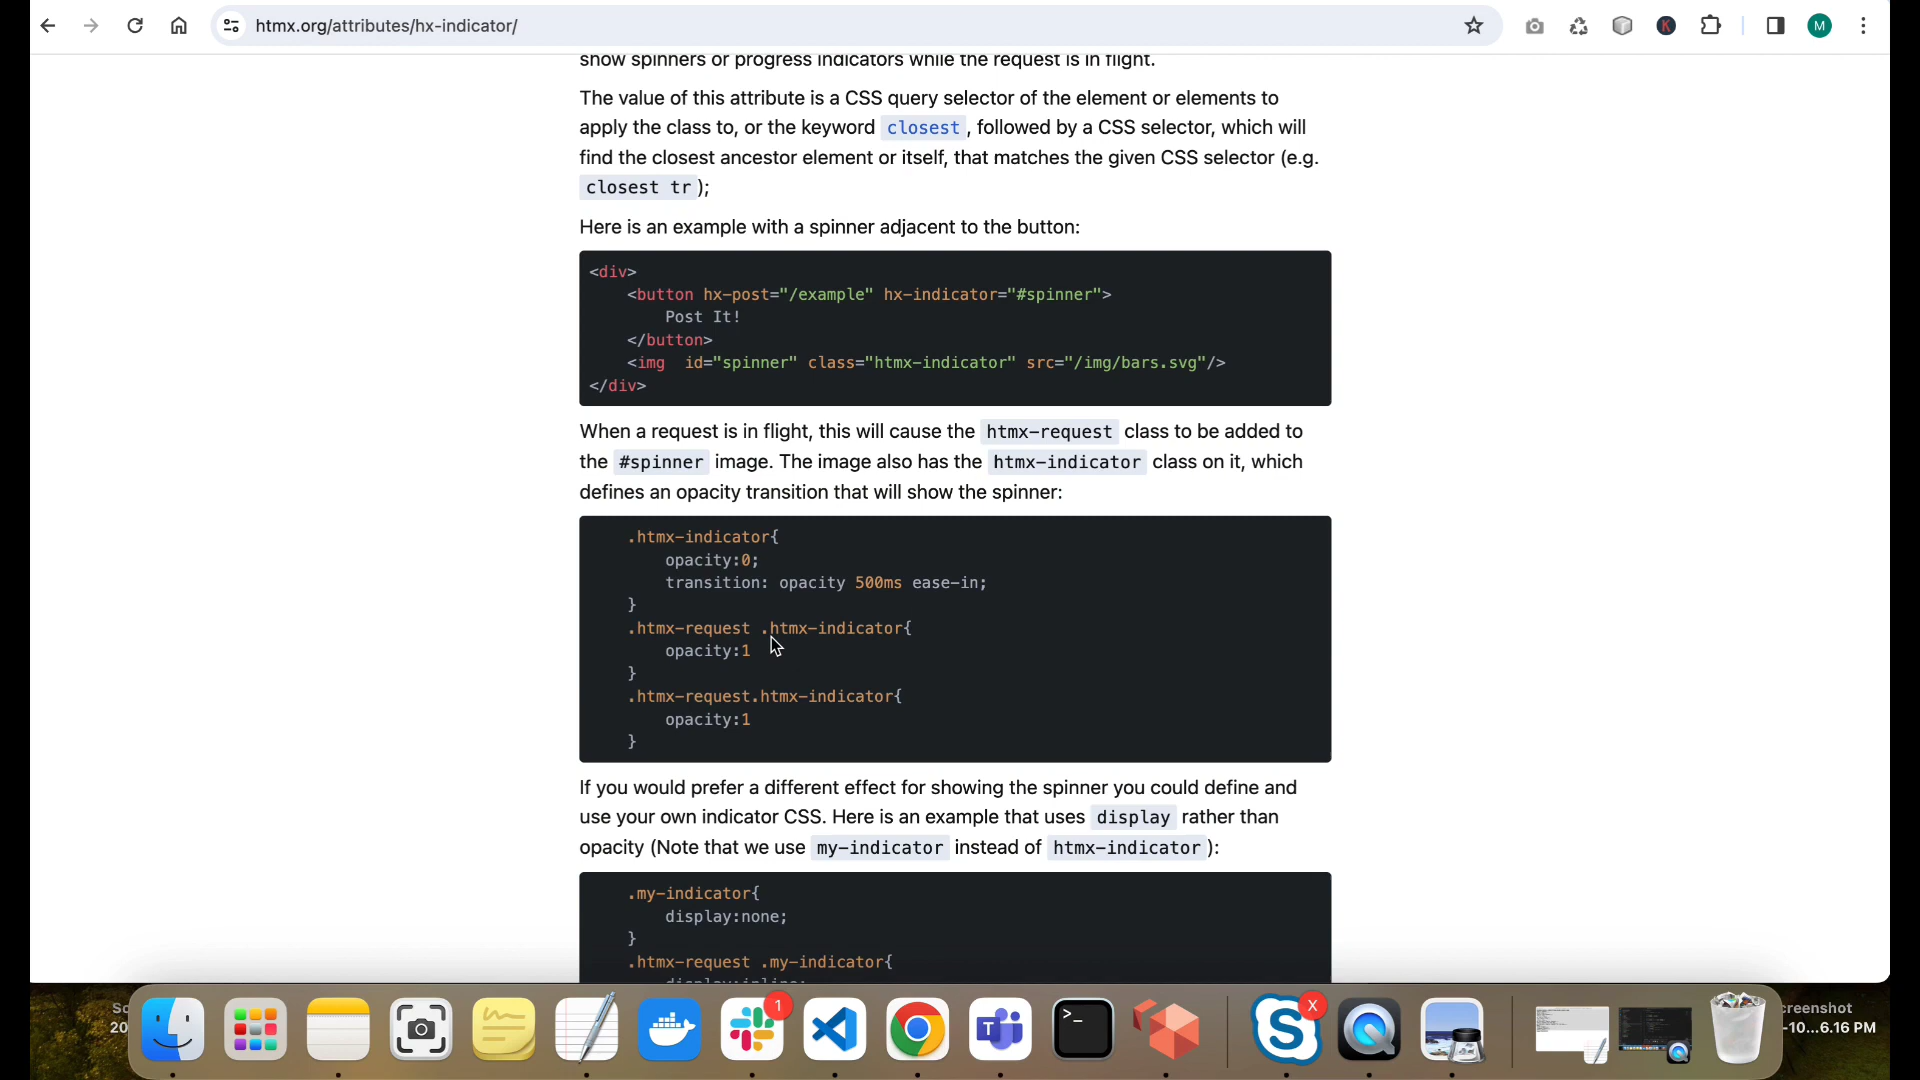 htmx.org/attributes/hx-indicator/
M
show spinners or progress indicators while the request is in flight.
The value of this attribute is a CSS query selector of the element or elements to
apply the class to, or the keyword closest, followed by a CSS selector, which will
find the closest ancestor element or itself, that matches the given CSS selector (e.g.
closest tr);
Here is an example with a spinner adjacent to the button:
<div>
    <button hx-post="/example" hx-indicator="#spinner">
        Post It!
    </button>
    <img  id="spinner" class="htmx-indicator" src="/img/bars.svg"/>
</div>
When a request is in flight, this will cause the htmx-request class to be added to
the #spinner image. The image also has the htmx-indicator class on it, which
defines an opacity transition that will show the spinner:
    .htmx-indicator{
        opacity:0;
        transition: opacity 500ms ease-in;
    }
    .htmx-request .htmx-indicator{
        opacity:1
    }
    .htmx-request.htmx-indicator{
        opacity:1
    }
If you would prefer a different effect for showing the spinner you could define and
use your own indicator CSS. Here is an example that uses display rather than
opacity (Note that we use my-indicator instead of htmx-indicator):
    .my-indicator{
        display:none;
    }
    .htmx-request .my-indicator{
Sc
creenshot
20
-10...6.16 PM
1
X